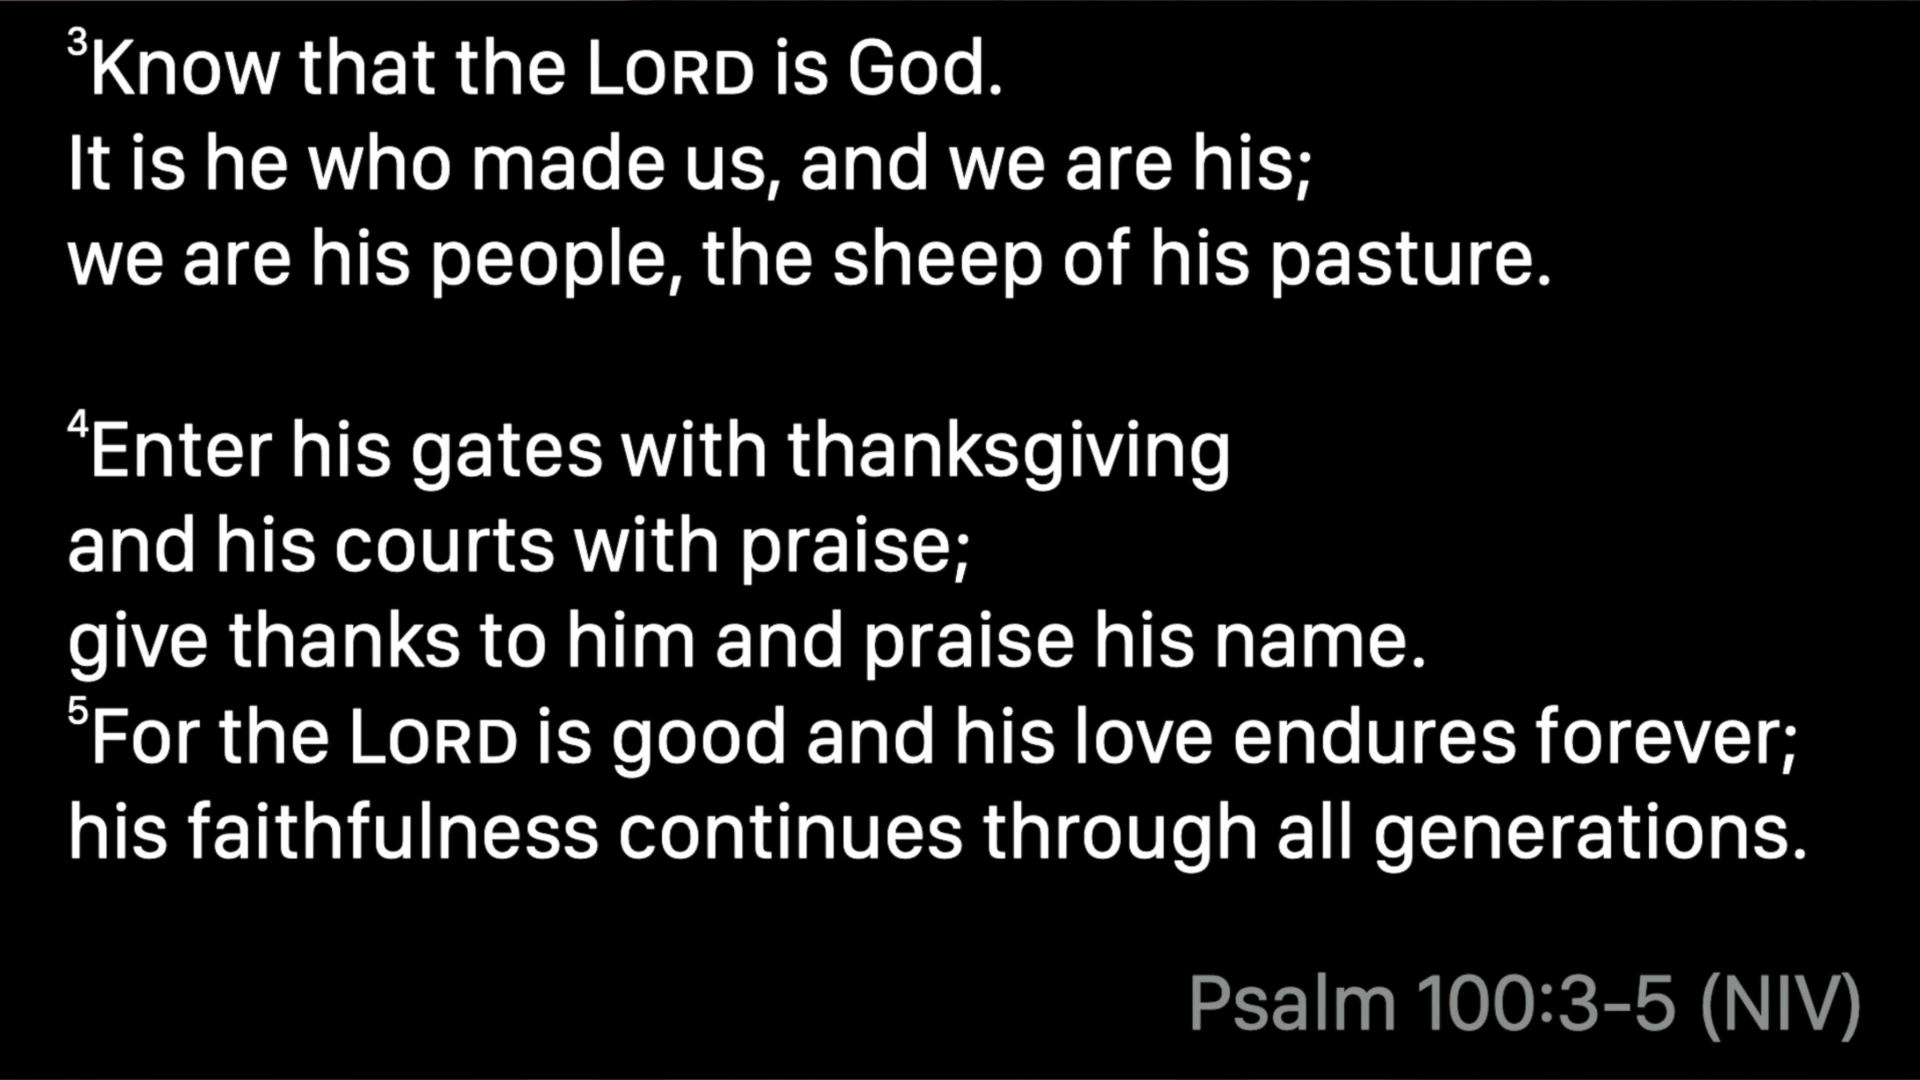 ³Know that the LORD is God.
It is he who made us, and we are his;
we are his people, the sheep of his pasture.
⁴Enter his gates with thanksgiving
and his courts with praise;
give thanks to him and praise his name.
⁵For the LORD is good and his love endures forever;
his faithfulness continues through all generations.
Psalm 100:3-5 (NIV)